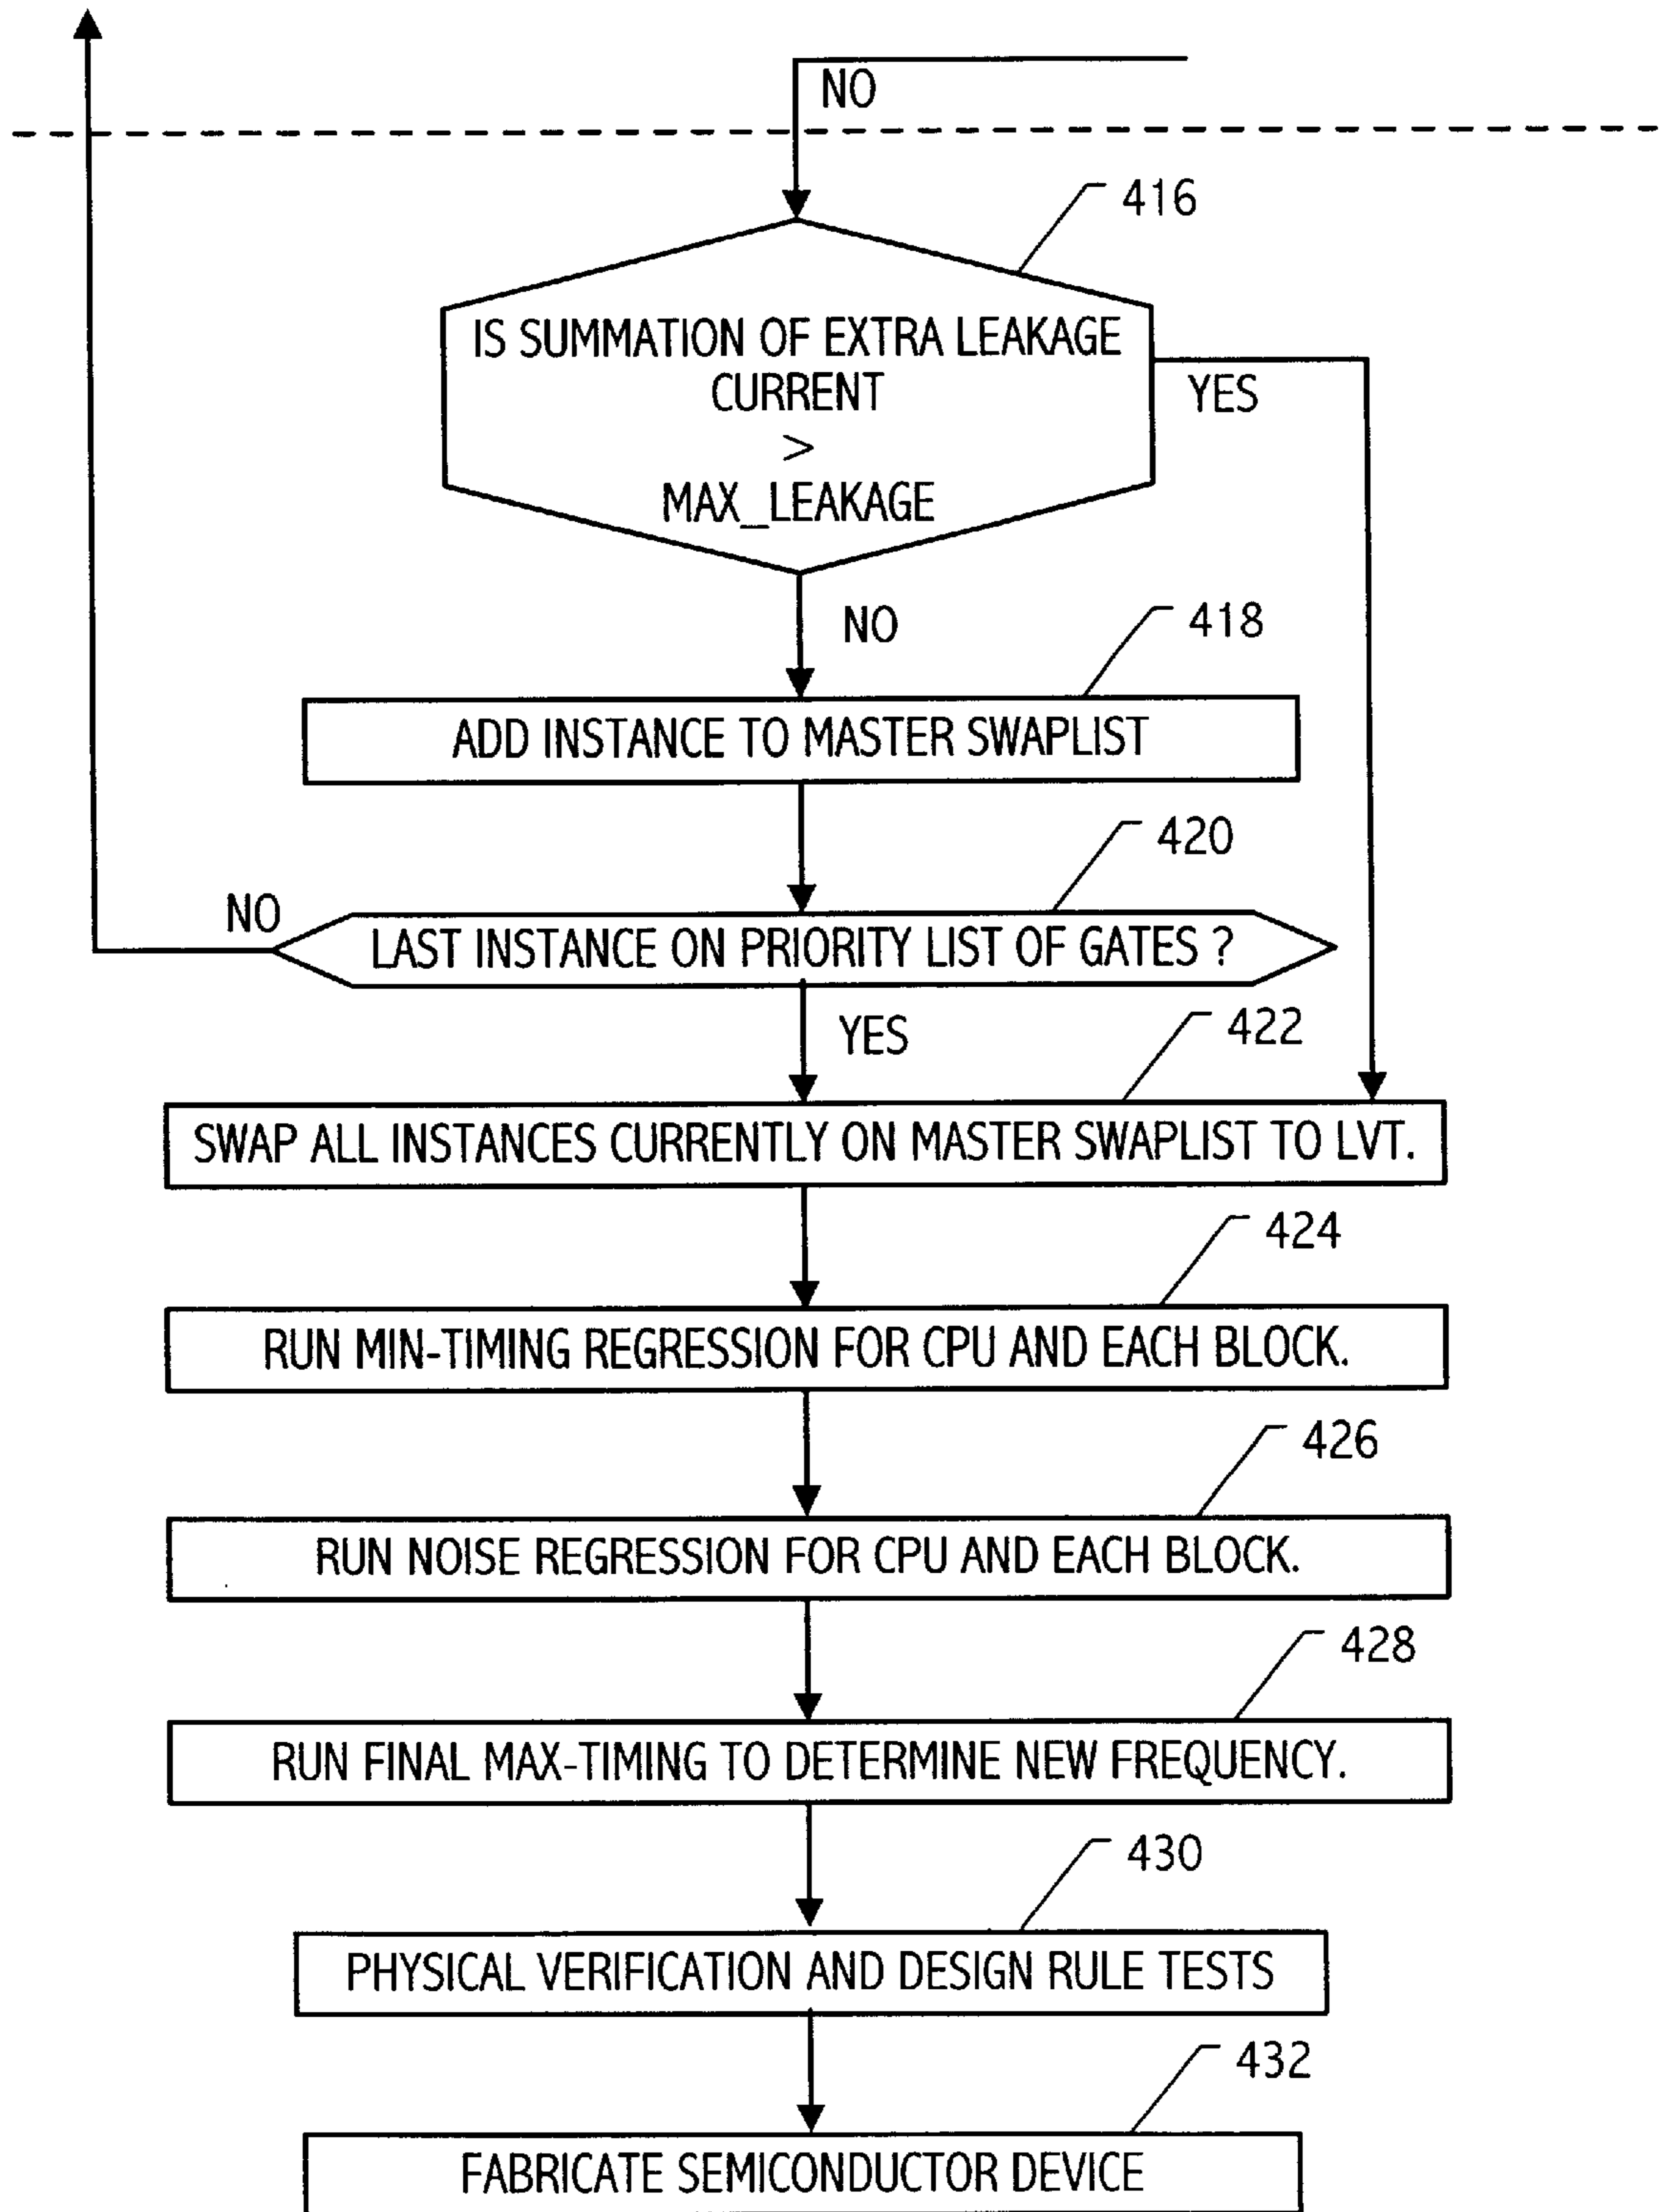 NO
416
IS SUMMATION OF EXTRA LEAKAGE
CURRENT
>
MAX_LEAKAGE
YES
NO
418
ADD INSTANCE TO MASTER SWAPLIST
420
NO
LAST INSTANCE ON PRIORITY LIST OF GATES ?
YES
422
SWAP ALL INSTANCES CURRENTLY ON MASTER SWAPLIST TO LVT.
424
RUN MIN-TIMING REGRESSION FOR CPU AND EACH BLOCK.
426
RUN NOISE REGRESSION FOR CPU AND EACH BLOCK.
428
RUN FINAL MAX-TIMING TO DETERMINE NEW FREQUENCY.
430
PHYSICAL VERIFICATION AND DESIGN RULE TESTS
432
FABRICATE SEMICONDUCTOR DEVICE